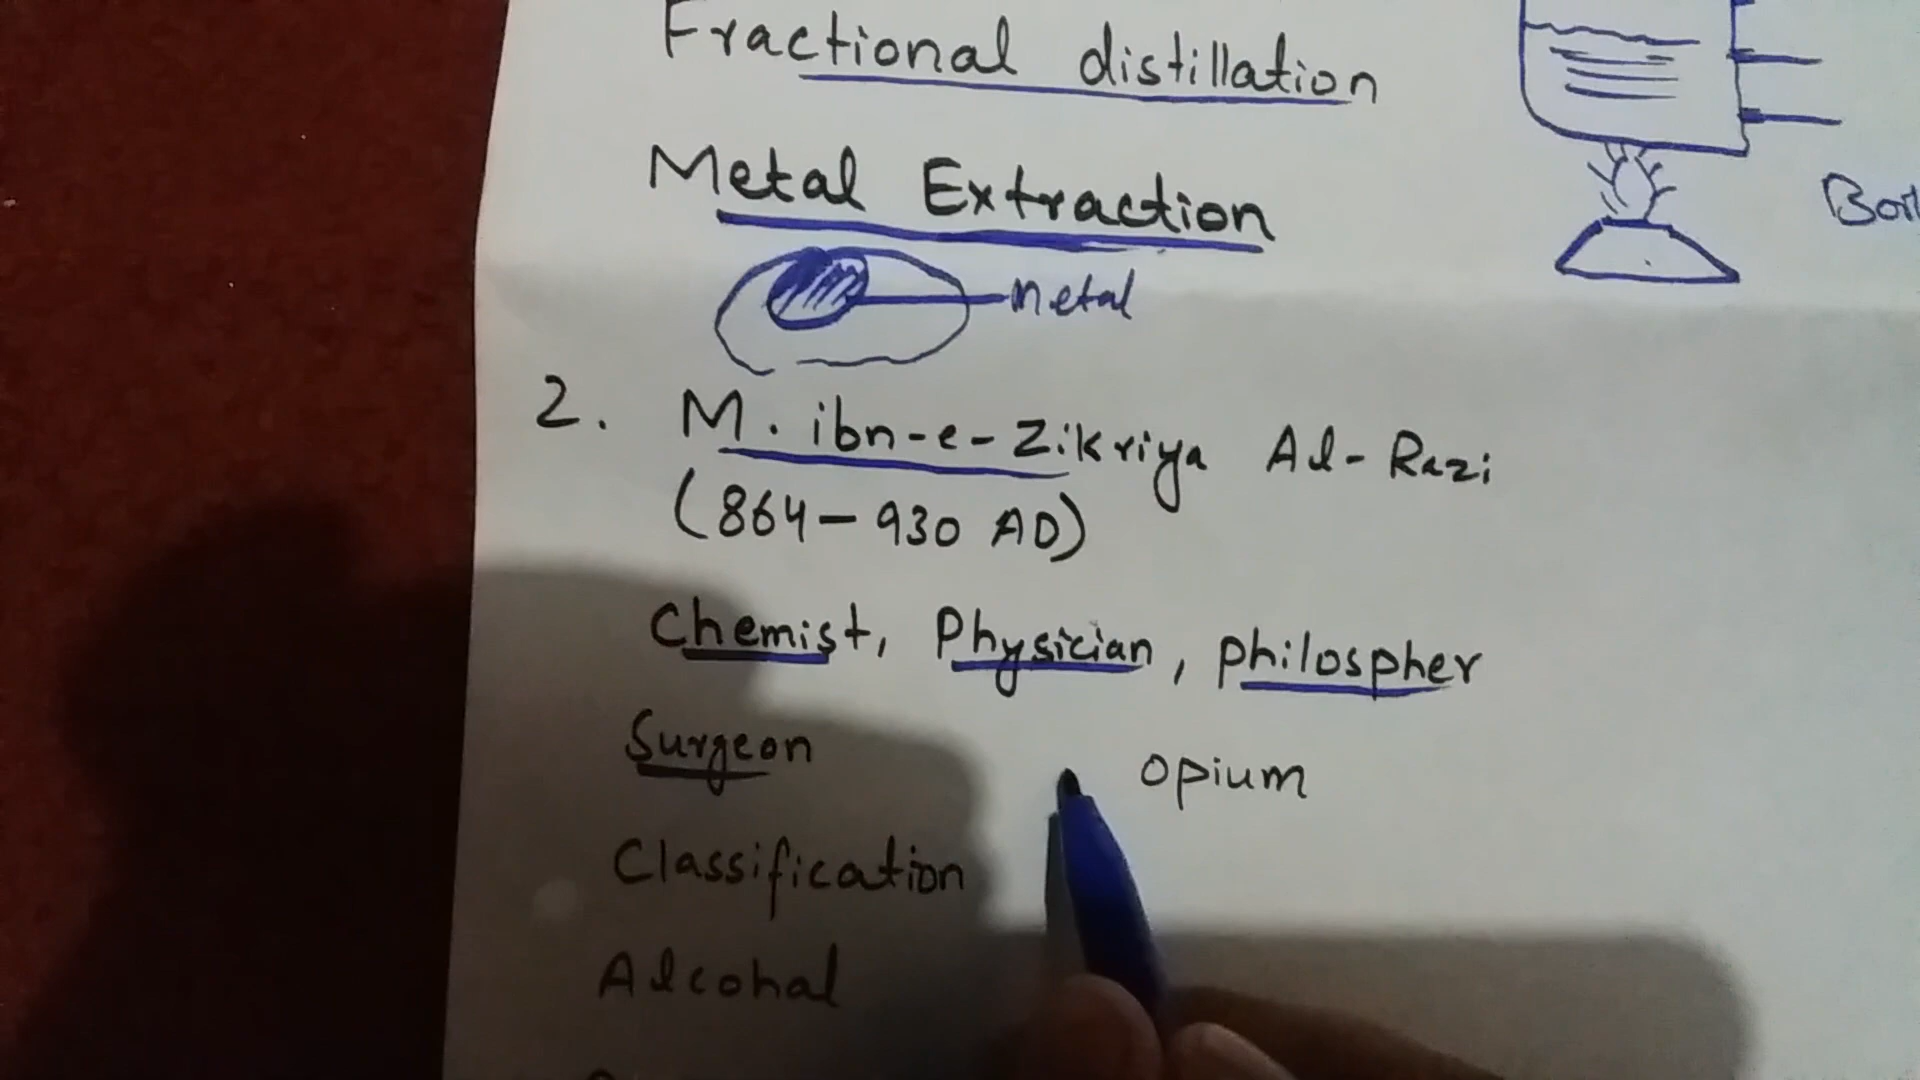 Fractional distillation
Metal Extraction
metal
2. M. ibn-e-Zikriya Al-Razi
(864-930 AD)
Chemist, Physician, philospher
Surgeon
opium
Classification
Alcohal